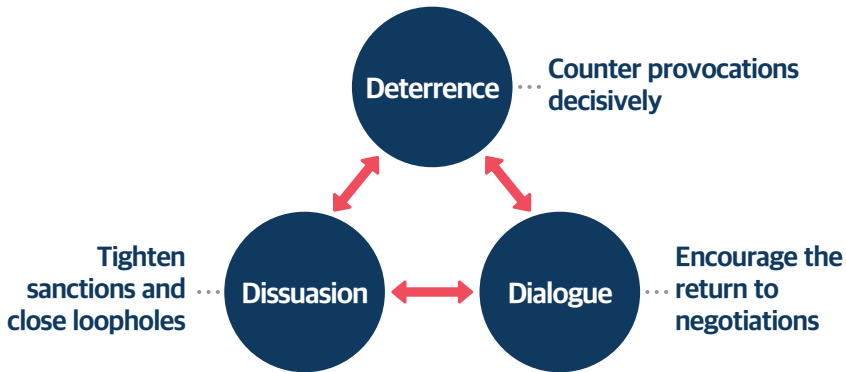 Deterrence
Counter provocations
decisively
Tighten
sanctions and
close loopholes
Dissuasion
Dialogue
Encourage the
return to
negotiations